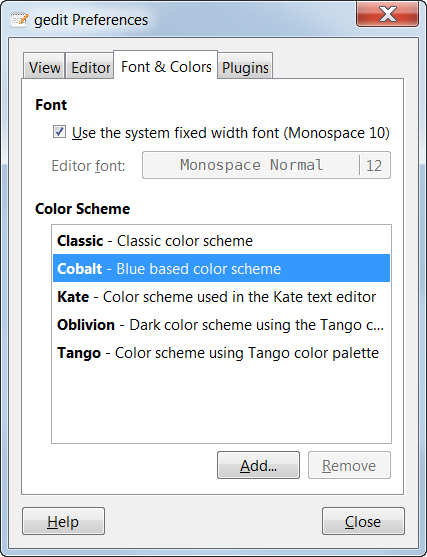 gedit Preferences
View Editor Font & Colors Plugins
Font
Use the system fixed width font (Monospace 10)
Editor font: Monospace Normal 12
Color Scheme
Classic - Classic color scheme
Cobalt - Blue based color scheme
Kate - Color scheme used in the Kate text editor
Oblivion - Dark color scheme using the Tango c...
Tango - Color scheme using Tango color palette
Add... Remove
Help Close